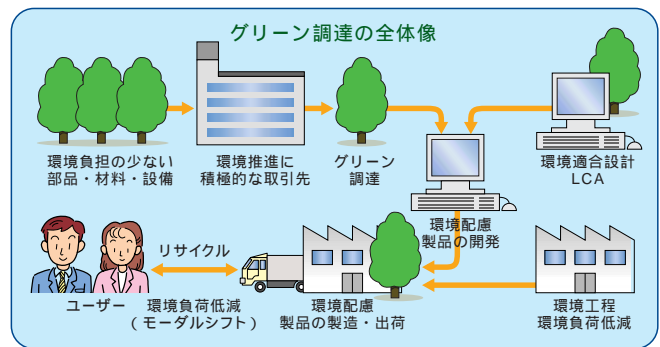 グリーン調達の全体像
環境負担の少ない
部品・材料・設備
環境推進に
積極的な取引先
グリーン
調達
環境適合設計
LCA
環境配慮
製品の開発
リサイクル
ユーザー
環境負荷低減
(モーダルシフト)
環境配慮
製品の製造・出荷
環境工程
環境負荷低減